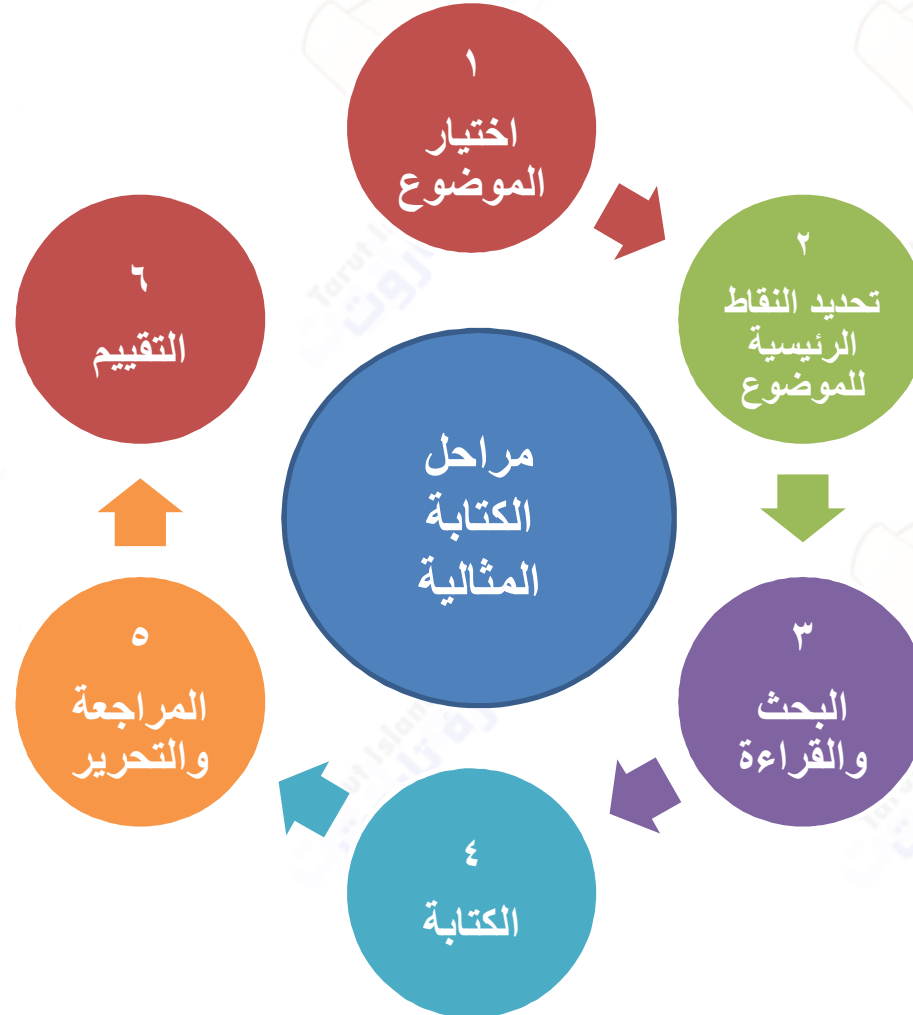 ١
اختيار
الموضوع
٢
تحديد النقاط
الرئيسية
للموضوع
٣
البحث
والقراءة
٤
الكتابة
٥
المراجعة
والتحرير
٦
التقييم
مراحل
الكتابة
المثالية